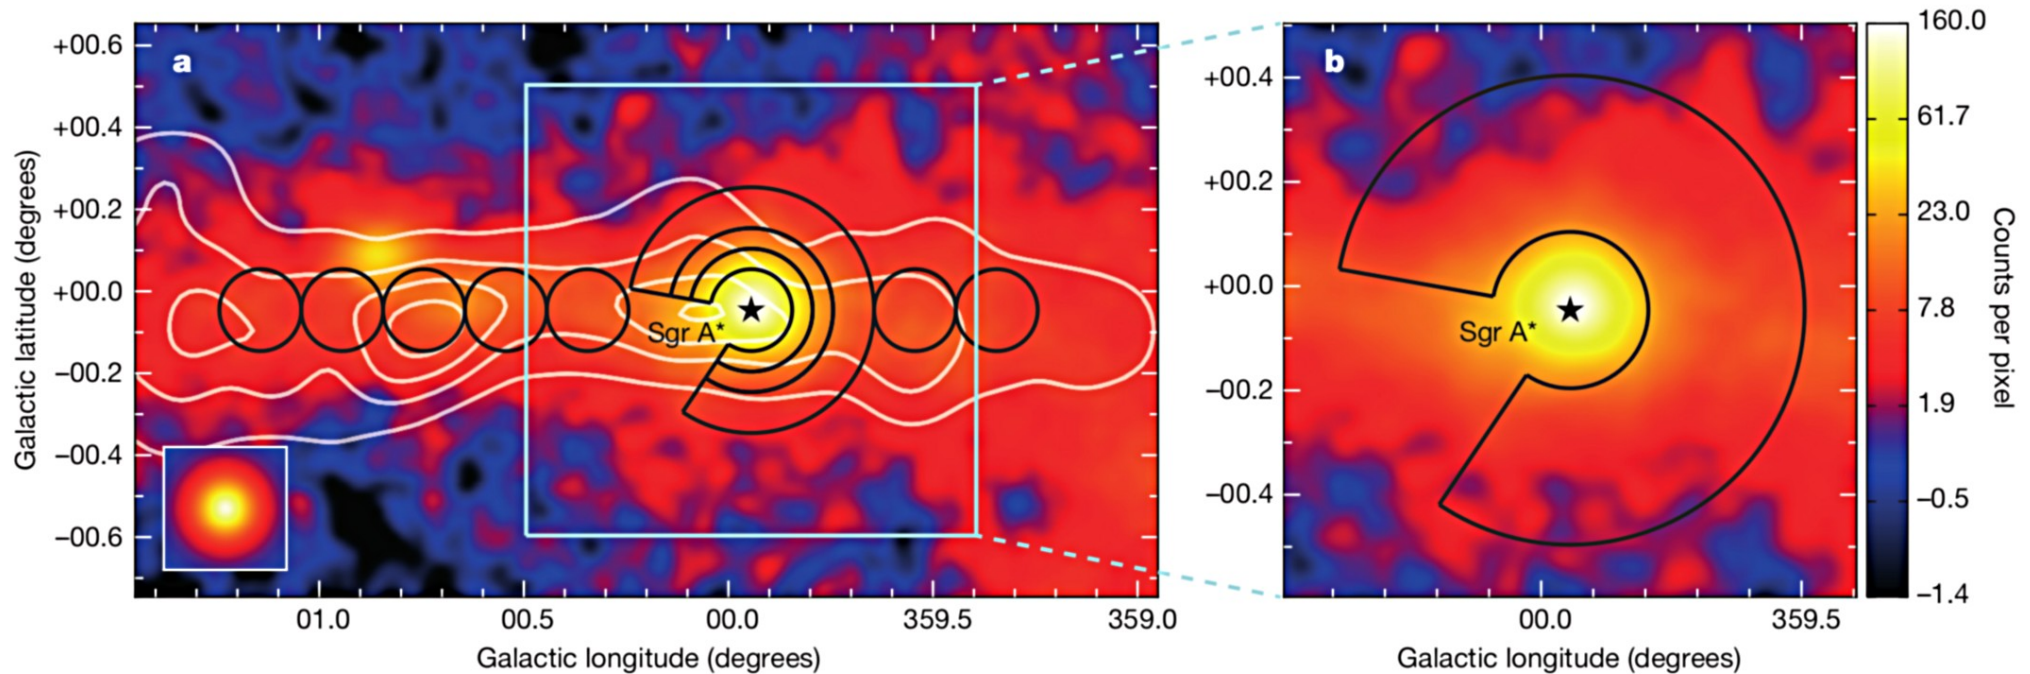 a
Galactic latitude (degrees)
+00.6
+00.4
+00.2
+00.0
−00.2
−00.4
−00.6
Sgr A*
01.0 00.5 00.0 359.5 359.0
Galactic longitude (degrees)
b
+00.4
+00.2
+00.0
−00.2
−00.4
Sgr A*
00.0 359.5
Galactic longitude (degrees)
160.0
61.7
23.0
7.8
1.9
−0.5
−1.4
Counts per pixel